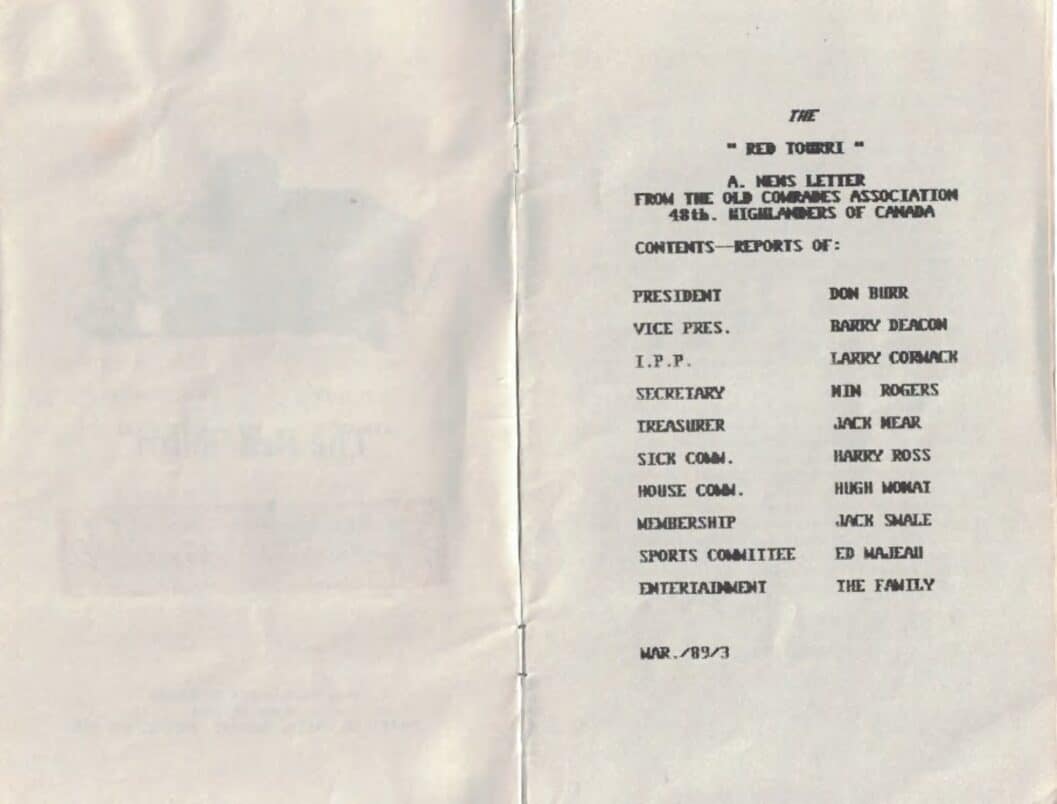 THE
" RED TOURRI "
A. NEWS LETTER
FROM THE OLD COMRADES ASSOCIATION
48th. HIGHLANDERS OF CANADA
CONTENTS--REPORTS OF:
PRESIDENT DON BURR
VICE PRES. BARRY DEACON
I.P.P. LARRY CORMACK
SECRETARY MIN ROGERS
TREASURER JACK MEAR
SICK COMM. HARRY ROSS
HOUSE COMM. HUGH MOWAT
MEMBERSHIP JACK SMALE
SPORTS COMMITTEE ED MAJEAU
ENTERTAINMENT THE FAMILY
MAR./89/3